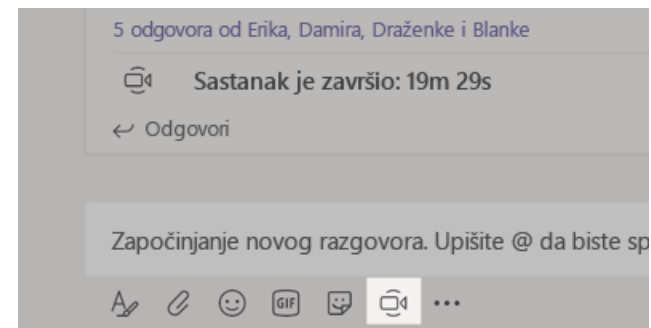 5 odgovora od Erika, Damira, Draženke i Blanke
Sastanak je završio: 19m 29s
Odgovori
Započinjanje novog razgovora. Upišite @ da biste sp
GIF